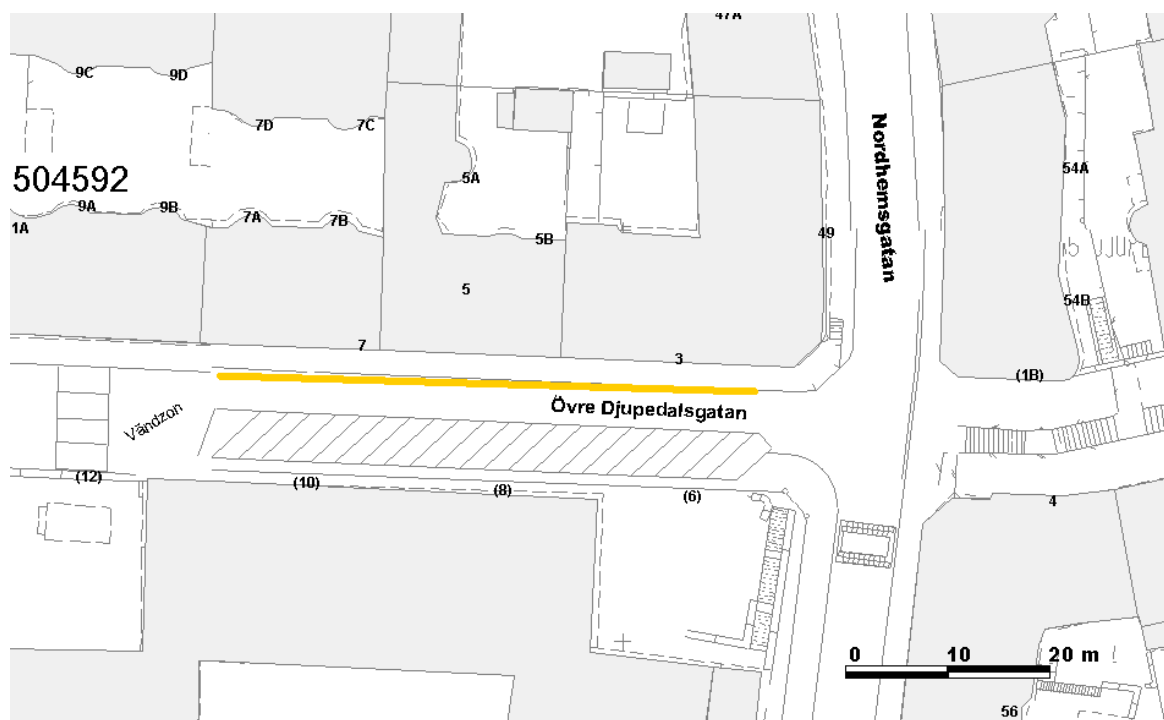 47A
9C
9D
7D
7C
504592
5A
54A
9A
9B
7A
7B
1A
5B
49
Nordhemsgatan
5
54B
7
3
(1B)
Övre Djupedalsgatan
Vändzon
(12)
(10)
(8)
(6)
4
0 10 20 m
56